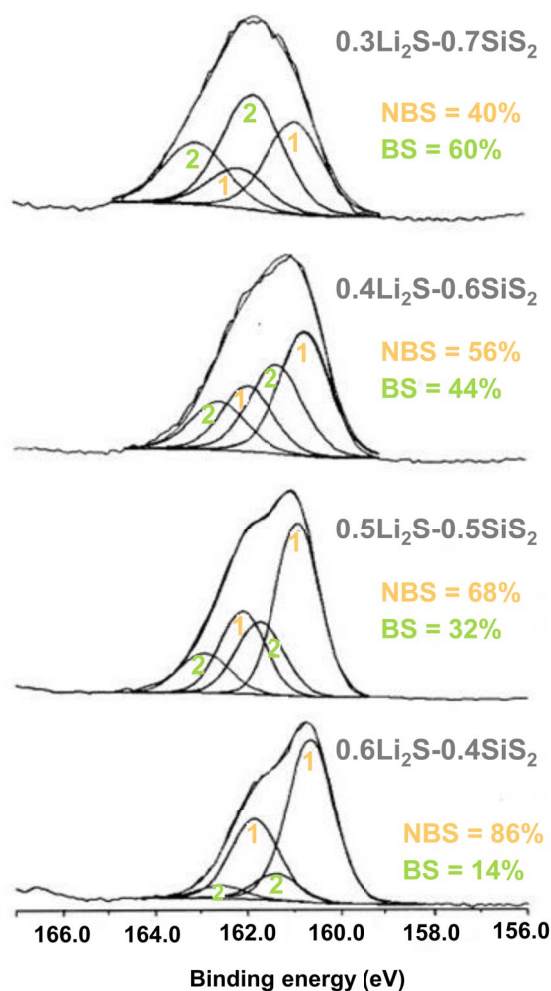 0.3Li₂S-0.7SiS₂
NBS = 40%
BS = 60%
2
2
1
1
0.4Li₂S-0.6SiS₂
NBS = 56%
BS = 44%
1
2
1
2
0.5Li₂S-0.5SiS₂
NBS = 68%
BS = 32%
1
1
2
2
0.6Li₂S-0.4SiS₂
NBS = 86%
BS = 14%
1
1
2
2
166.0 164.0 162.0 160.0 158.0 156.0
Binding energy (eV)